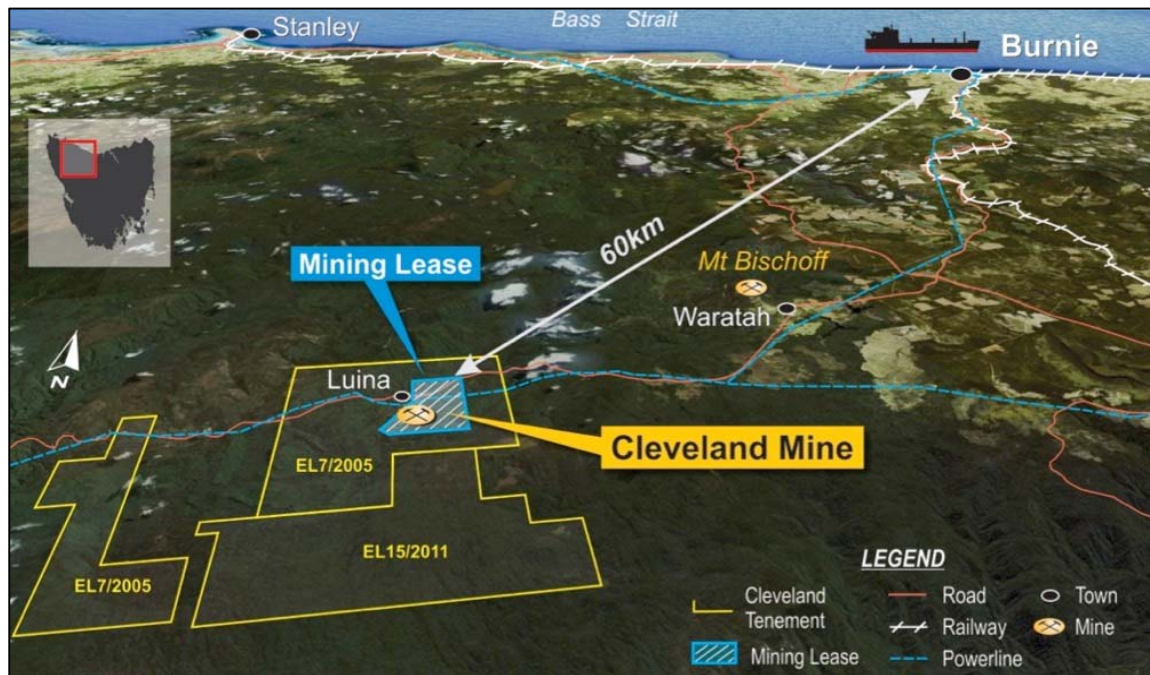 Bass Strait
Stanley
Burnie
60km
Mining Lease
Mt Bischoff
Waratah
N
Luina
Cleveland Mine
EL7/2005
EL15/2011
EL7/2005
LEGEND
Cleveland
Tenement
Mining Lease
Road
Railway
Powerline
Town
Mine